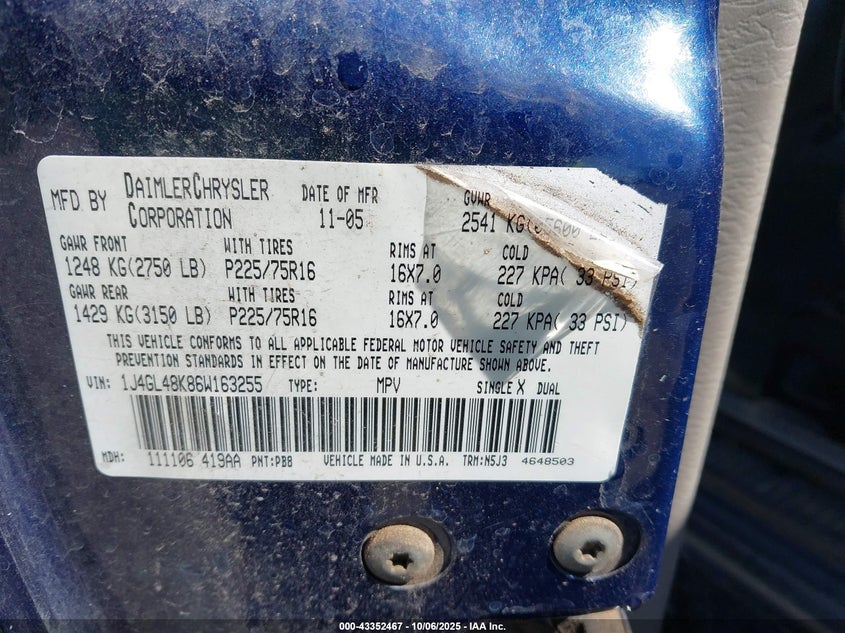 MFD BY DAIMLERCHRYSLER CORPORATION DATE OF MFR 11-05 GVWR 2541 KG(05600
GAWR FRONT WITH TIRES RIMS AT COLD
1248 KG(2750 LB) P225/75R16 16X7.0 227 KPA( 33 PSI)
GAWR REAR WITH TIRES RIMS AT COLD
1429 KG(3150 LB) P225/75R16 16X7.0 227 KPA( 33 PSI)
THIS VEHICLE CONFORMS TO ALL APPLICABLE FEDERAL MOTOR VEHICLE SAFETY AND THEFT
PREVENTION STANDARDS IN EFFECT ON THE DATE OF MANUFACTURE SHOWN ABOVE.
VIN: 1J4GL48K86W163255 TYPE: MPV SINGLE X DUAL
MDH: 111106 419AA PNT:PB8 VEHICLE MADE IN U.S.A. TRM:N5J3 4648503
000-43352467 - 10/06/2025 - IAA Inc.